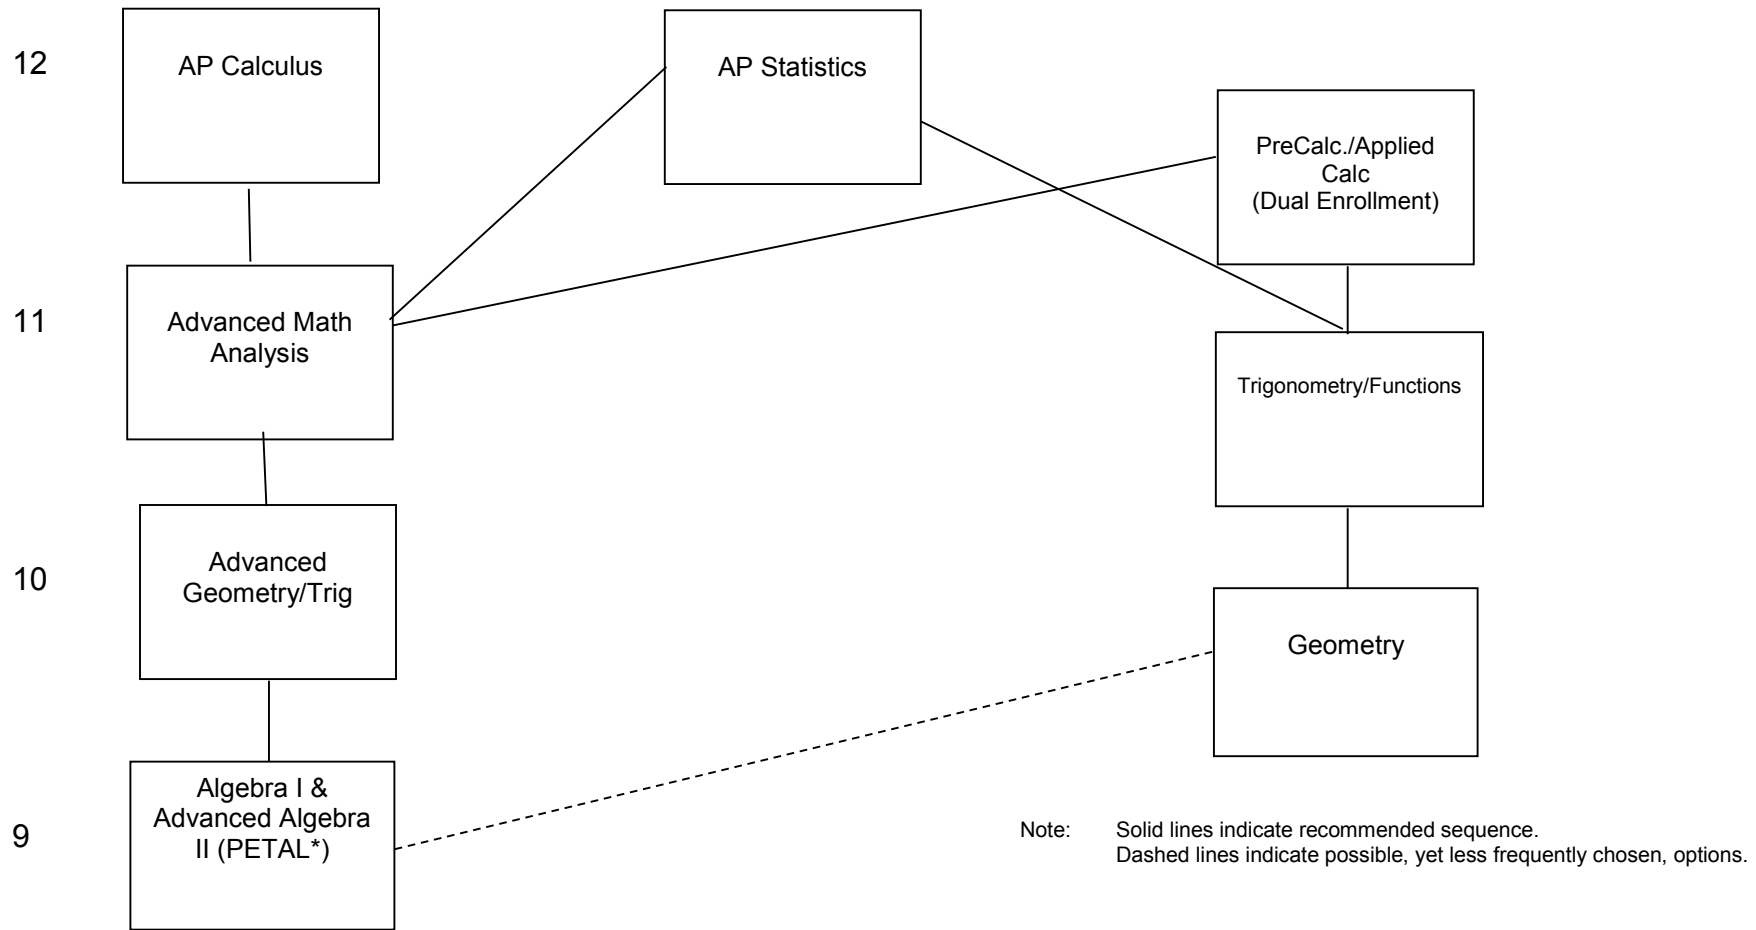 12
AP Calculus
AP Statistics
PreCalc./Applied
Calc
(Dual Enrollment)
11
Advanced Math
Analysis
Trigonometry/Functions
10
Advanced
Geometry/Trig
Geometry
9
Algebra I &
Advanced Algebra
II (PETAL*)
Note: Solid lines indicate recommended sequence.
Dashed lines indicate possible, yet less frequently chosen, options.